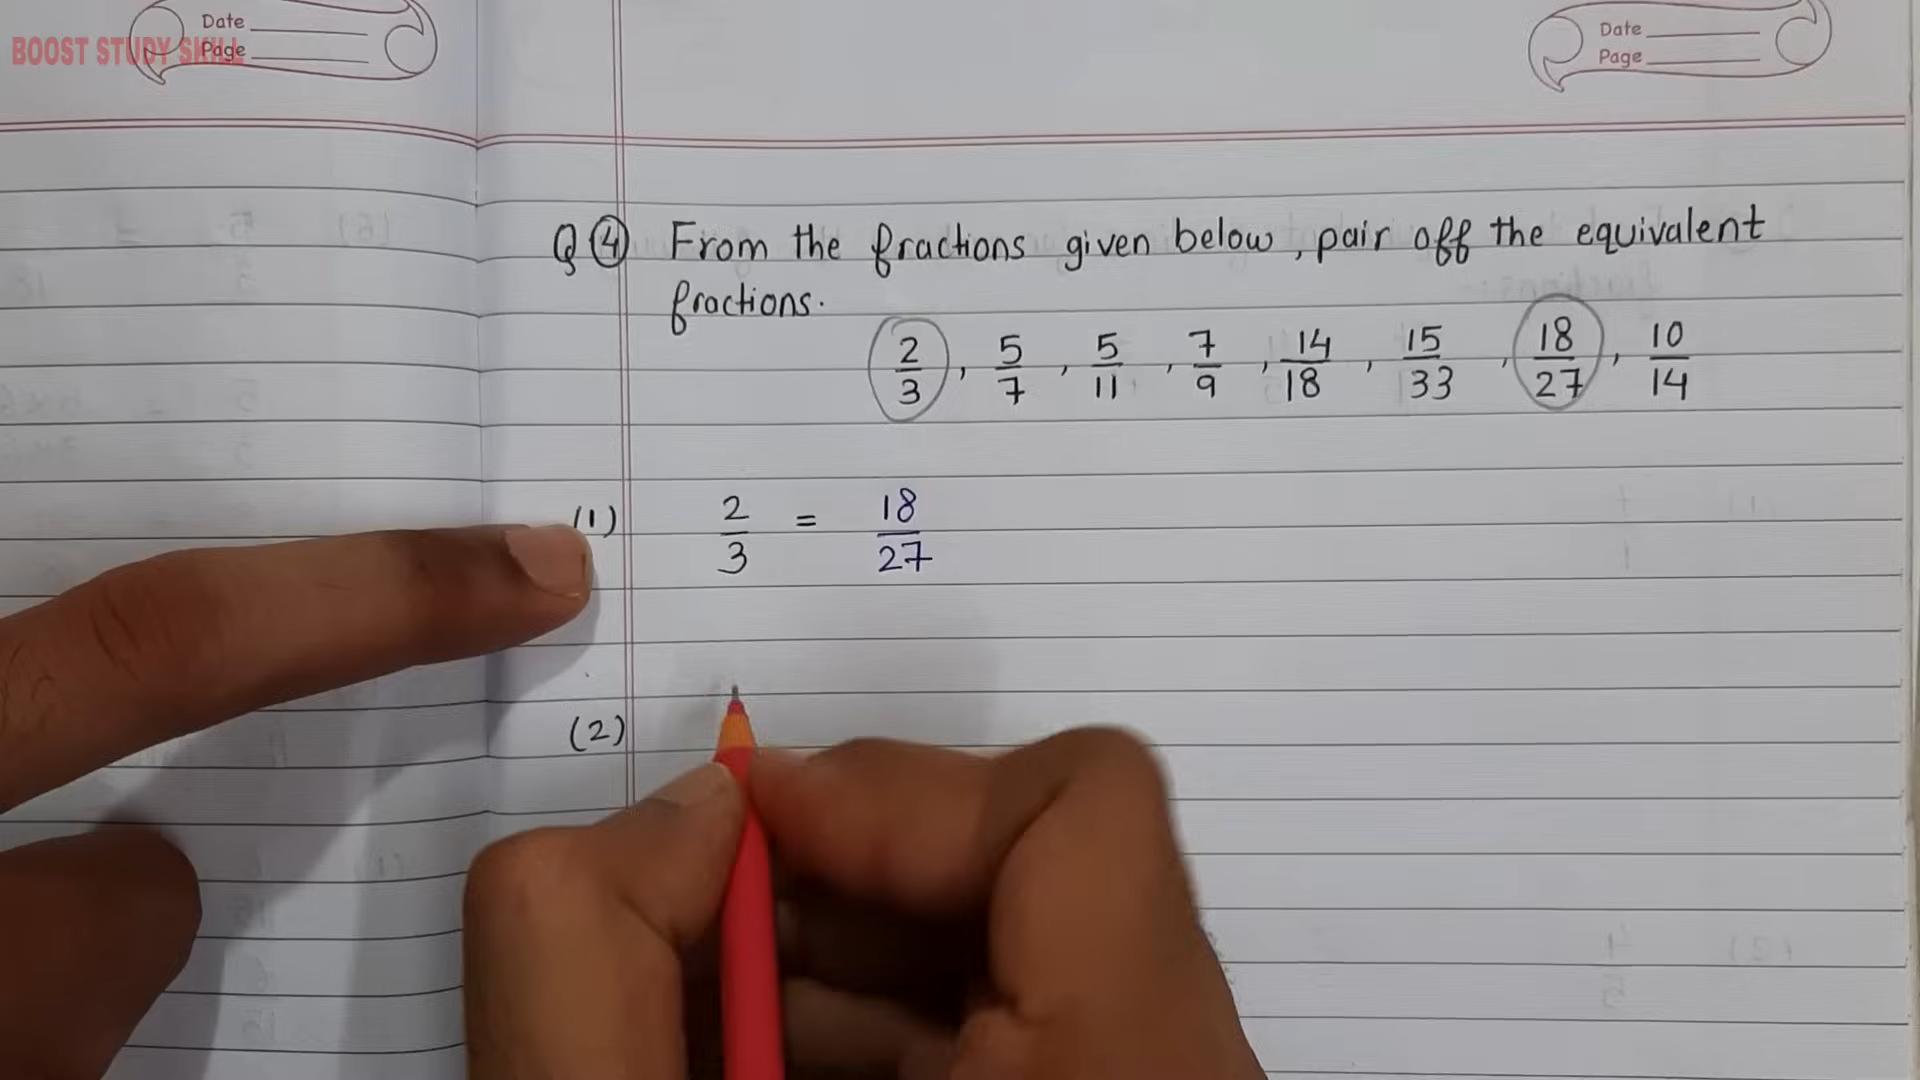 Date
Page
BOOST STUDY SKILL
Date
Page
Q ④ From the fractions given below, pair off the equivalent
fractions.
2/3, 5/7, 5/11, 7/9, 14/18, 15/33, 18/27, 10/14
(1) 2/3 = 18/27
(2)